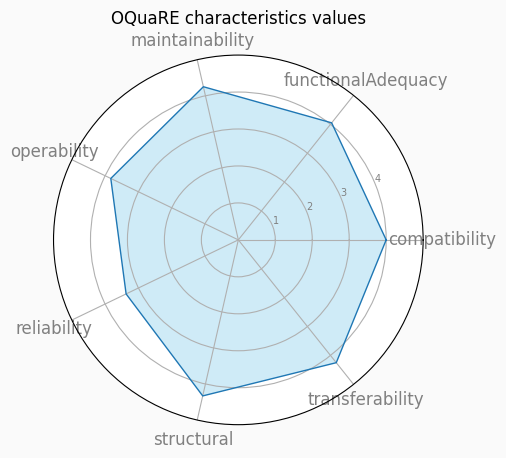 OQuaRE characteristics values
maintainability
functionalAdequacy
operability
4
3
2
1
compatibility
reliability
transferability
structural